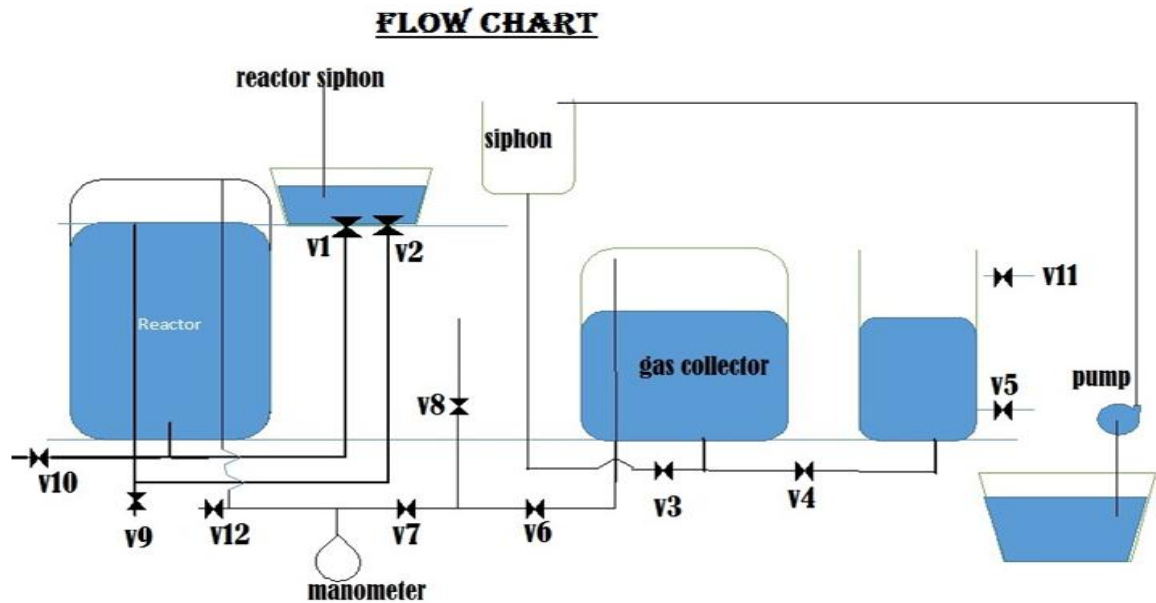 FLOW CHART
reactor siphon
siphon
v1
v2
v11
Reactor
gas collector
v8
v5
pump
v10
v9
v12
v7
v6
v3
v4
manometer